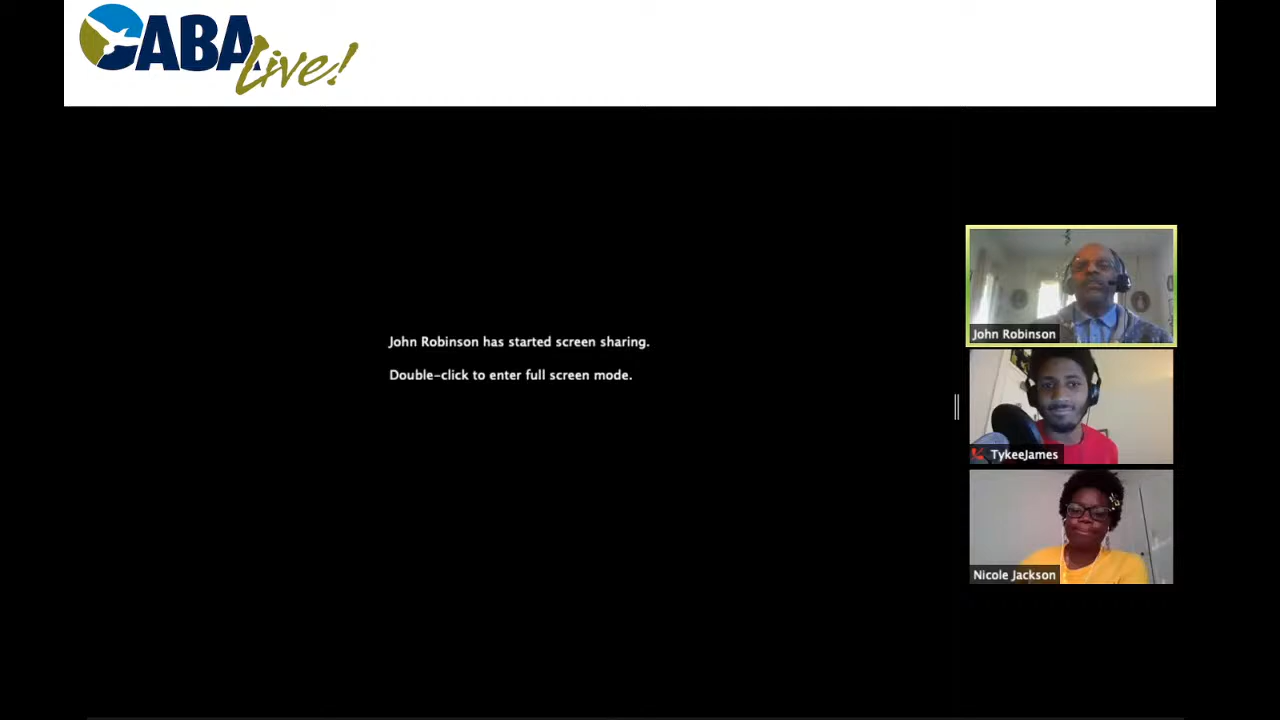 ABA
Live!
John Robinson has started screen sharing.
Double-click to enter full screen mode.
John Robinson
TykeeJames
Nicole Jackson